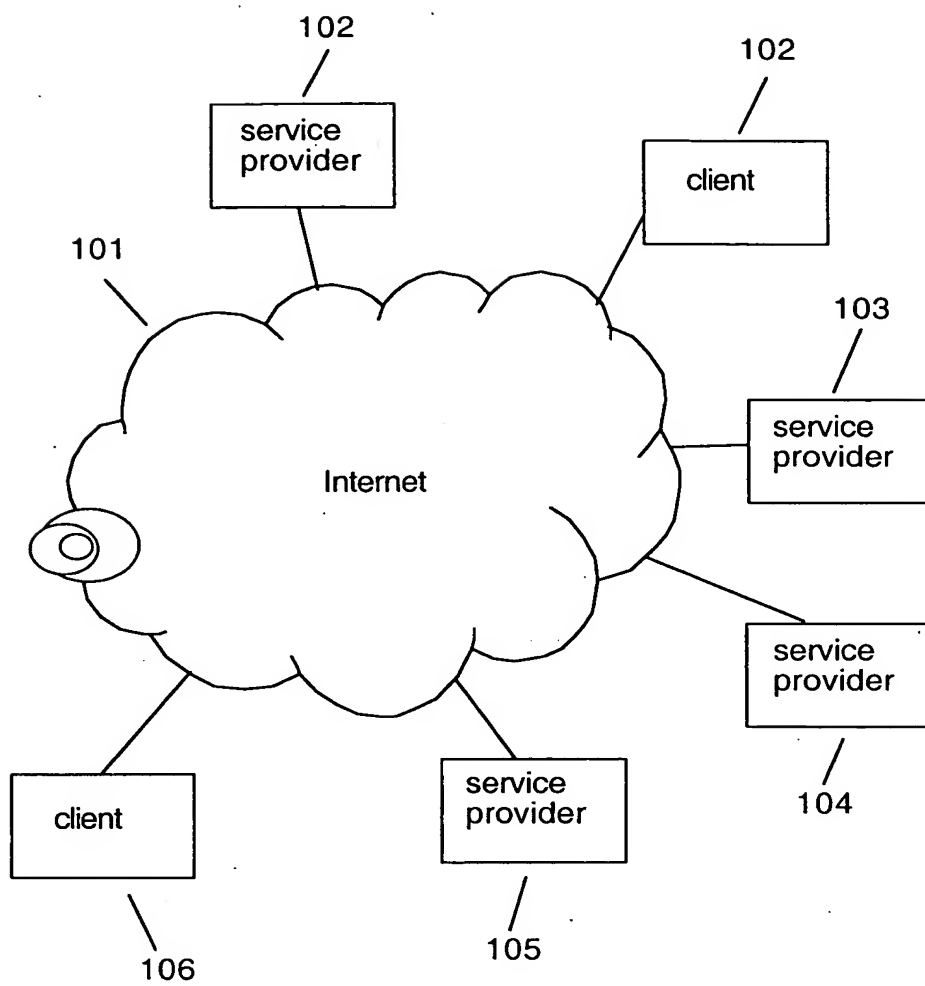 102
service
provider
102
client
101
103
service
provider
Internet
service
provider
104
client
service
provider
105
106